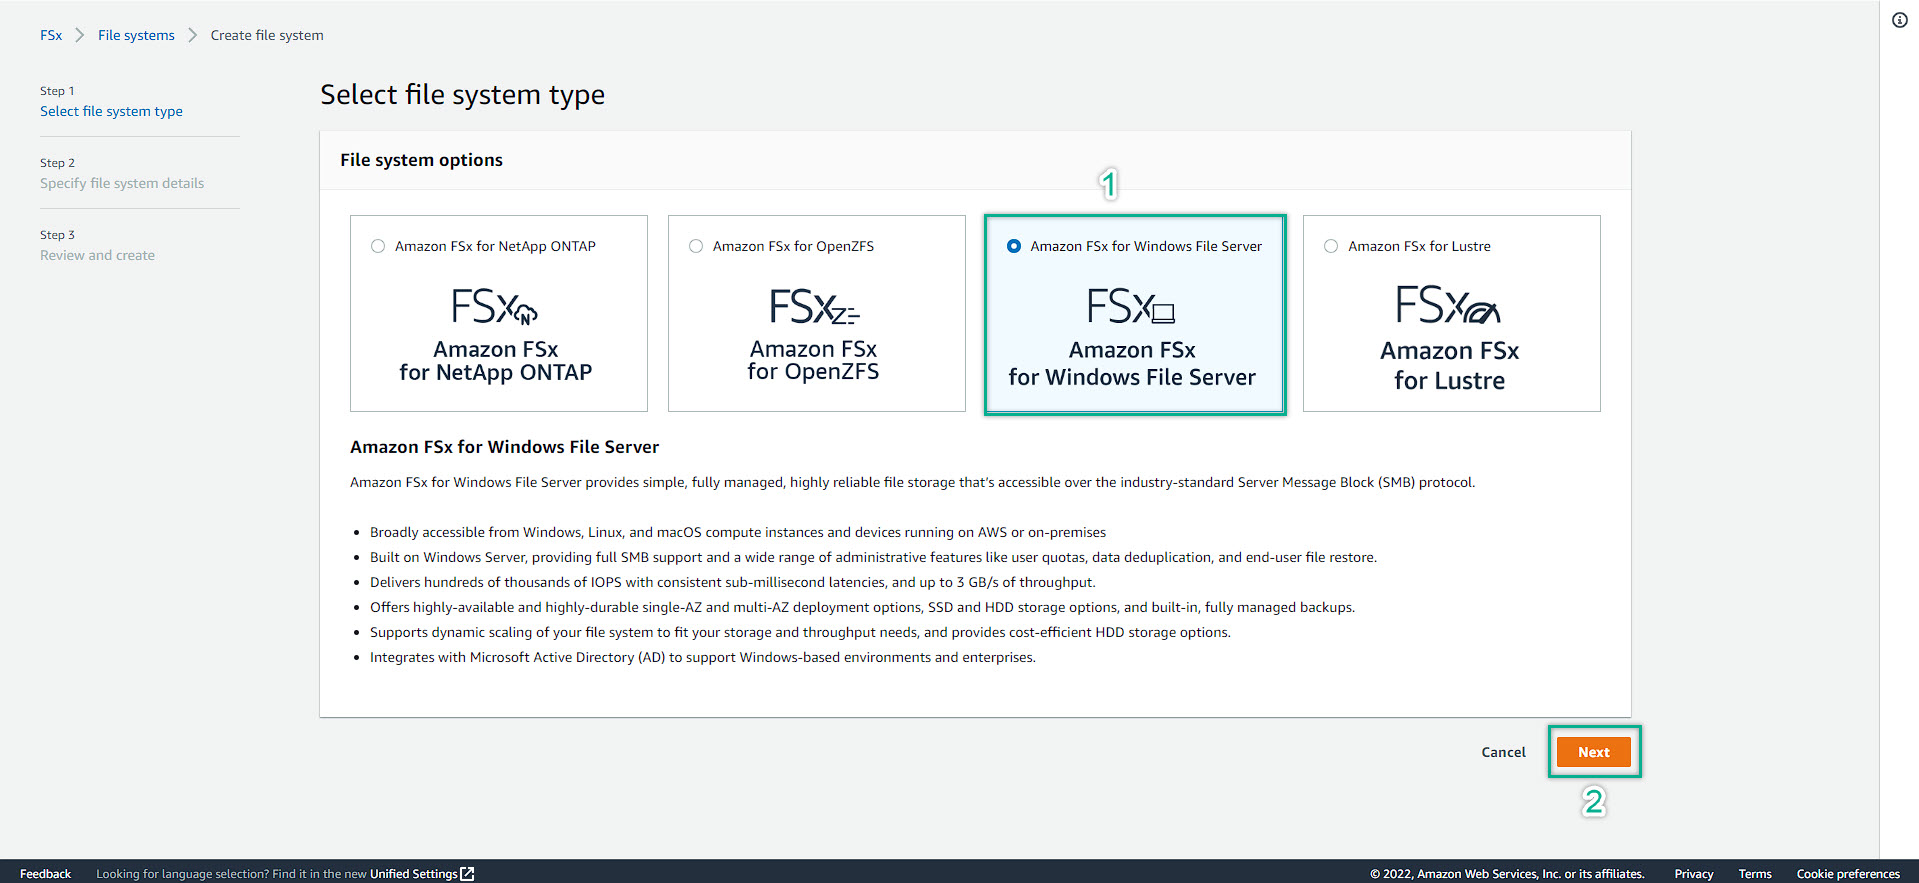 FSx > File systems > Create file system
Step 1
Select file system type
Step 2
Specify file system details
Step 3
Review and create
Select file system type
File system options
1
Amazon FSx for NetApp ONTAP
FSx N
Amazon FSx
for NetApp ONTAP
Amazon FSx for OpenZFS
FSx Z
Amazon FSx
for OpenZFS
Amazon FSx for Windows File Server
FSx
Amazon FSx
for Windows File Server
Amazon FSx for Lustre
FSx
Amazon FSx
for Lustre
Amazon FSx for Windows File Server
Amazon FSx for Windows File Server provides simple, fully managed, highly reliable file storage that's accessible over the industry-standard Server Message Block (SMB) protocol.
• Broadly accessible from Windows, Linux, and macOS compute instances and devices running on AWS or on-premises
• Built on Windows Server, providing full SMB support and a wide range of administrative features like user quotas, data deduplication, and end-user file restore.
• Delivers hundreds of thousands of IOPS with consistent sub-millisecond latencies, and up to 3 GB/s of throughput.
• Offers highly-available and highly-durable single-AZ and multi-AZ deployment options, SSD and HDD storage options, and built-in, fully managed backups.
• Supports dynamic scaling of your file system to fit your storage and throughput needs, and provides cost-efficient HDD storage options.
• Integrates with Microsoft Active Directory (AD) to support Windows-based environments and enterprises.
Cancel Next
2
Feedback Looking for language selection? Find it in the new Unified Settings © 2022, Amazon Web Services, Inc. or its affiliates. Privacy Terms Cookie preferences